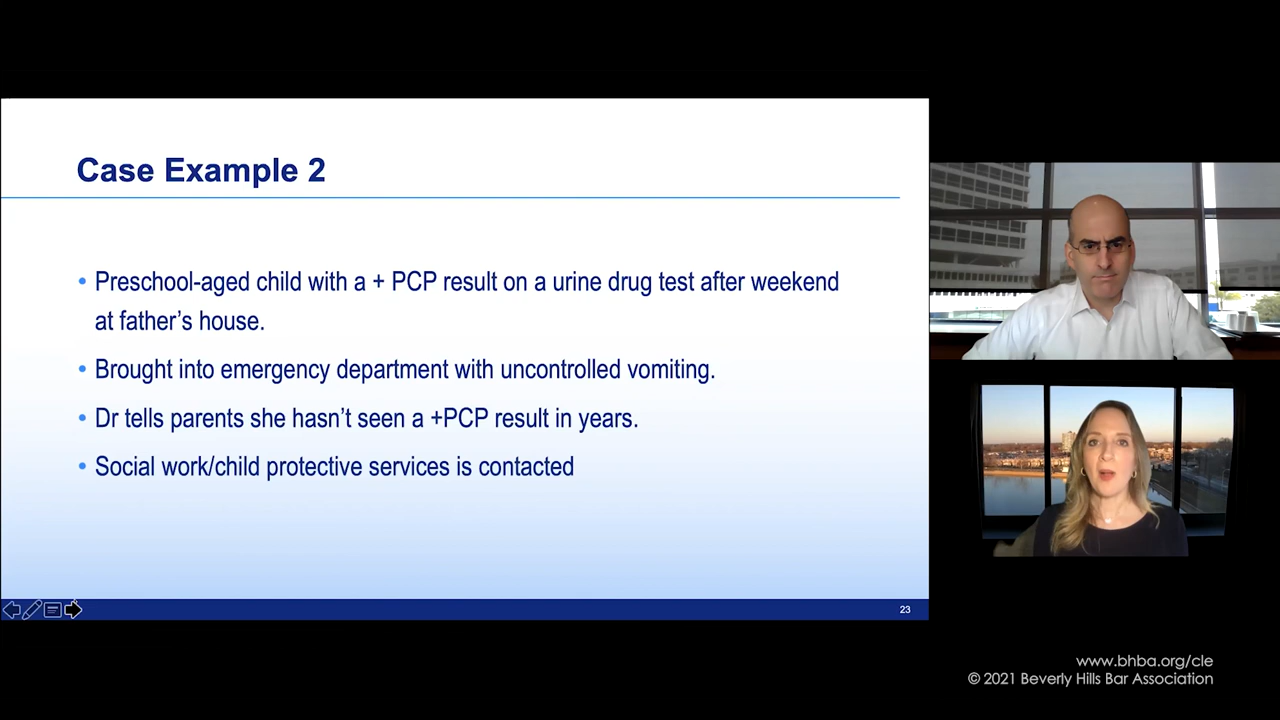 Case Example 2
• Preschool-aged child with a + PCP result on a urine drug test after weekend
at father’s house.
• Brought into emergency department with uncontrolled vomiting.
• Dr tells parents she hasn’t seen a +PCP result in years.
• Social work/child protective services is contacted
23
www.bhba.org/cle
© 2021 Beverly Hills Bar Association